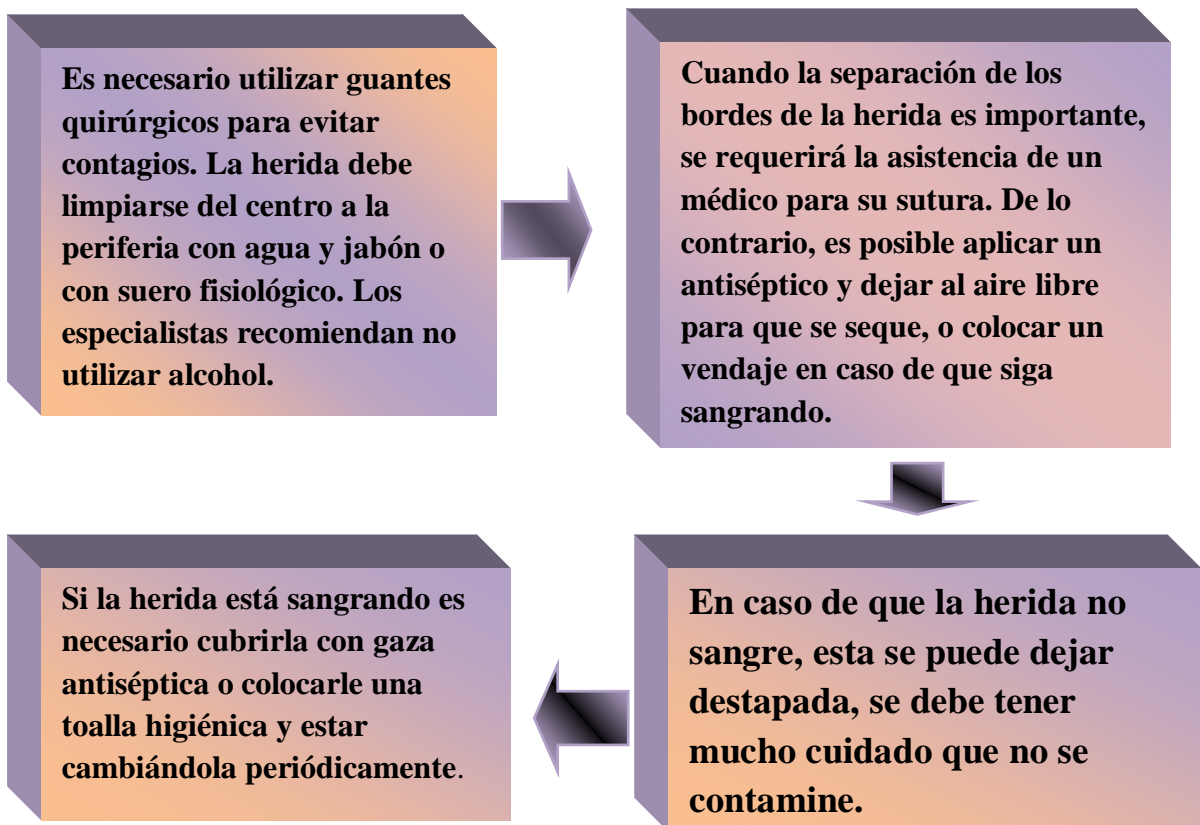 Es necesario utilizar guantes
quirúrgicos para evitar
contagios. La herida debe
limpiarse del centro a la
periferia con agua y jabón o
con suero fisiológico. Los
especialistas recomiendan no
utilizar alcohol.
Cuando la separación de los
bordes de la herida es importante,
se requerirá la asistencia de un
médico para su sutura. De lo
contrario, es posible aplicar un
antiséptico y dejar al aire libre
para que se seque, o colocar un
vendaje en caso de que siga
sangrando.
En caso de que la herida no
sangre, esta se puede dejar
destapada, se debe tener
mucho cuidado que no se
contamine.
Si la herida está sangrando es
necesario cubrirla con gaza
antiséptica o colocarle una
toalla higiénica y estar
cambiándola periódicamente.